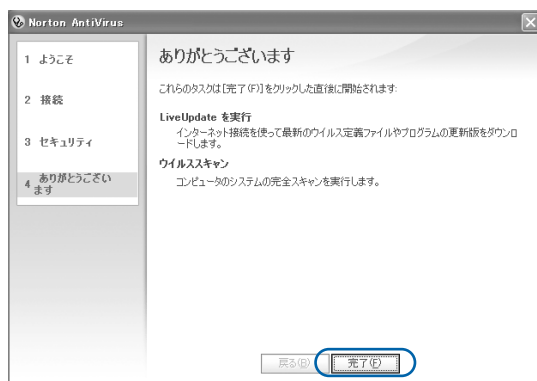 Norton AntiVirus
1 ようこそ
2 接続
3 セキュリティ
4 ありがとうござい
ます
ありがとうございます
これらのタスクは[完了(F)]をクリックした直後に開始されます:
LiveUpdate を実行
インターネット接続を使って最新のウイルス定義ファイルやプログラムの更新版をダウンロ
ードします。
ウイルススキャン
コンピュータのシステムの完全スキャンを実行します。
戻る(B)
完了(F)